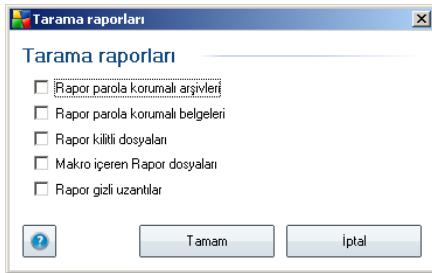 Tarama raporları
Tarama raporları
Rapor parola korumalı arşivleri
Rapor parola korumalı belgeleri
Rapor kilitli dosyaları
Makro içeren Rapor dosyaları
Rapor gizli uzantılar
?
Tamam
İptal